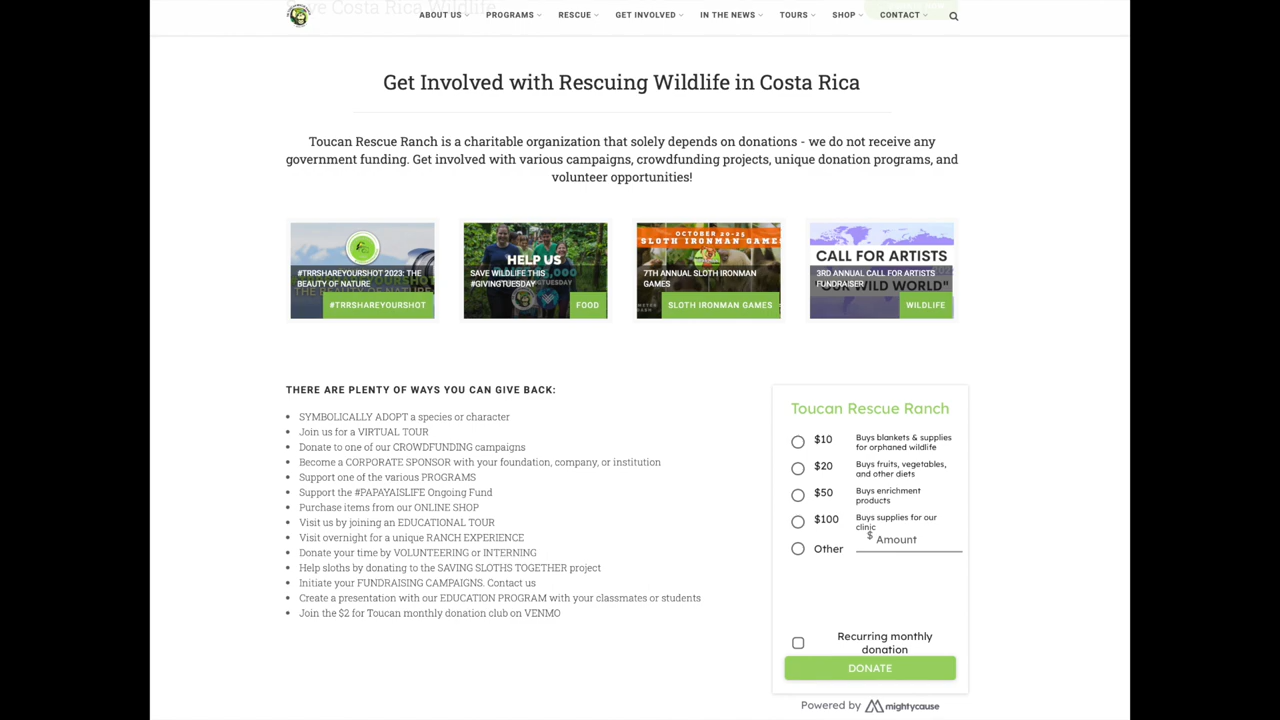 Save Costa Rica Wildlife
ABOUT US PROGRAMS RESCUE GET INVOLVED IN THE NEWS TOURS SHOP CONTACT
Get Involved with Rescuing Wildlife in Costa Rica
Toucan Rescue Ranch is a charitable organization that solely depends on donations - we do not receive any
government funding. Get involved with various campaigns, crowdfunding projects, unique donation programs, and
volunteer opportunities!
#TRRSHAREYOURSHOT 2023: THE
BEAUTY OF NATURE
#TRRSHAREYOURSHOT
HELP US
SAVE WILDLIFE THIS
#GIVINGTUESDAY
FOOD
OCTOBER 20-25
SLOTH IRONMAN GAMES
7TH ANNUAL SLOTH IRONMAN
GAMES
SLOTH IRONMAN GAMES
CALL FOR ARTISTS
3RD ANNUAL CALL FOR ARTISTS
FUNDRAISER
WILD WORLD"
WILDLIFE
THERE ARE PLENTY OF WAYS YOU CAN GIVE BACK:
SYMBOLICALLY ADOPT a species or character
Join us for a VIRTUAL TOUR
Donate to one of our CROWDFUNDING campaigns
Become a CORPORATE SPONSOR with your foundation, company, or institution
Support one of the various PROGRAMS
Support the #PAPAYAISLIFE Ongoing Fund
Purchase items from our ONLINE SHOP
Visit us by joining an EDUCATIONAL TOUR
Visit overnight for a unique RANCH EXPERIENCE
Donate your time by VOLUNTEERING or INTERNING
Help sloths by donating to the SAVING SLOTHS TOGETHER project
Initiate your FUNDRAISING CAMPAIGNS. Contact us
Create a presentation with our EDUCATION PROGRAM with your classmates or students
Join the $2 for Toucan monthly donation club on VENMO
Toucan Rescue Ranch
$10 Buys blankets & supplies
for orphaned wildlife
$20 Buys fruits, vegetables,
and other diets
$50 Buys enrichment
products
$100 Buys supplies for our
clinic
Other $ Amount
Recurring monthly
donation
DONATE
Powered by mightycause